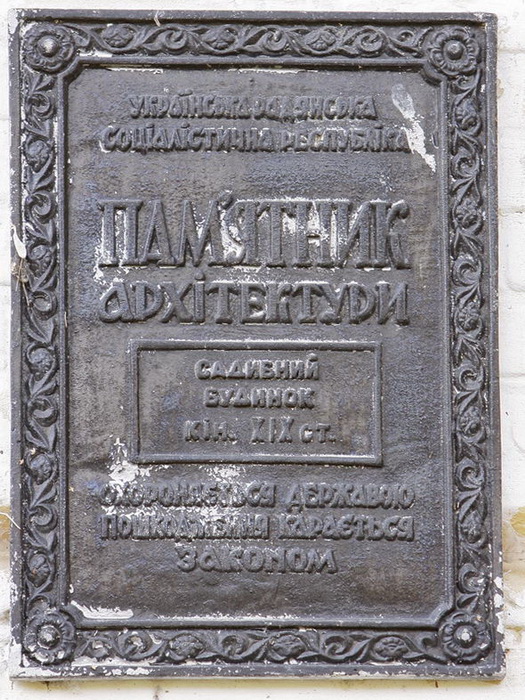 УКРАЇНСЬКА РАДЯНСЬКА
СОЦІАЛІСТИЧНА РЕСПУБЛІКА
ПАМ'ЯТНИК
АРХІТЕКТУРИ
САДИБНИЙ
БУДИНОК
КІН. XIX СТ.
ОХОРОНЯЄТЬСЯ ДЕРЖАВОЮ
ПОШКОДЖЕННЯ КАРАЄТЬСЯ
ЗАКОНОМ